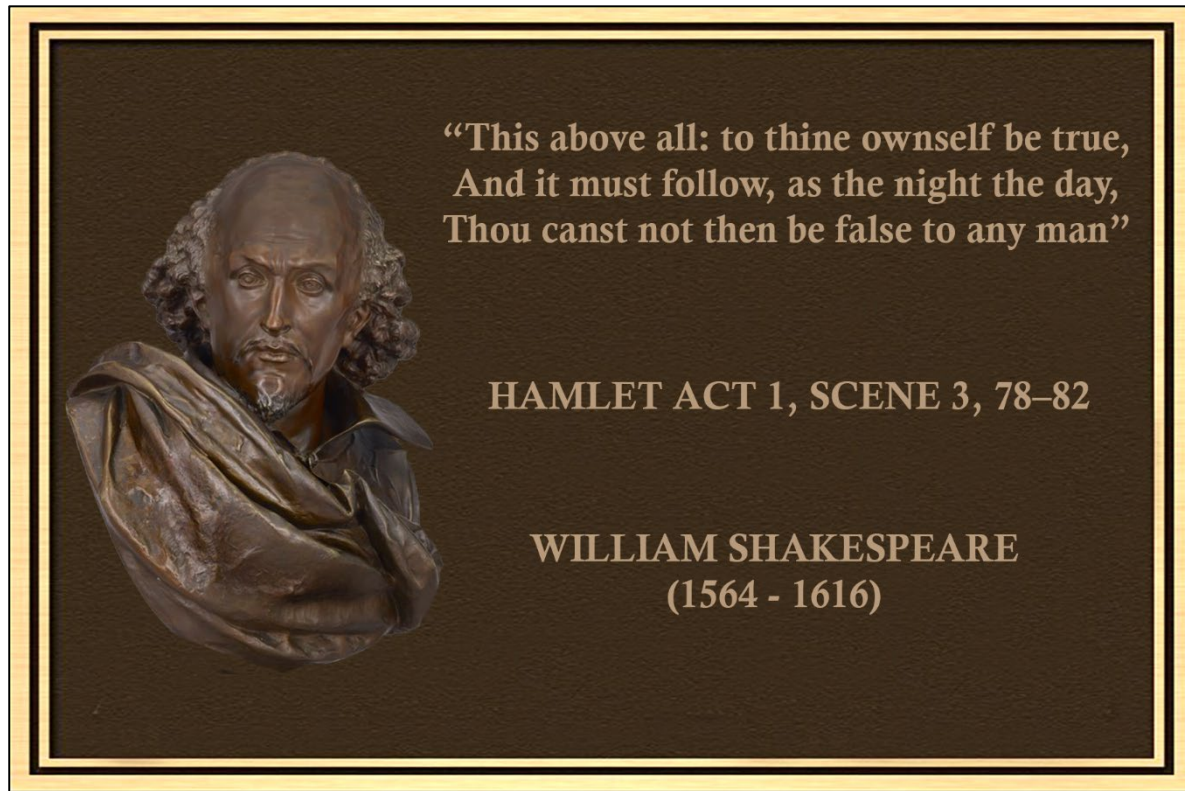 “This above all: to thine ownself be true,
And it must follow, as the night the day,
Thou canst not then be false to any man”
HAMLET ACT 1, SCENE 3, 78–82
WILLIAM SHAKESPEARE
(1564 - 1616)